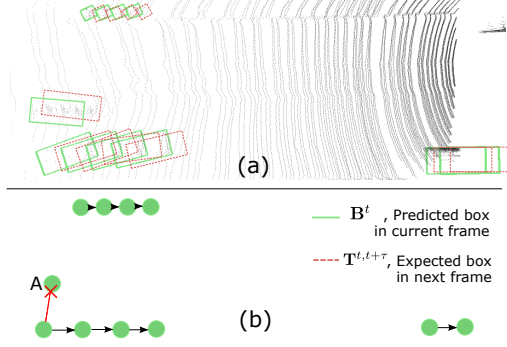 (a)
B^t , Predicted box
in current frame
T^{t,t+τ}, Expected box
in next frame
A
(b)